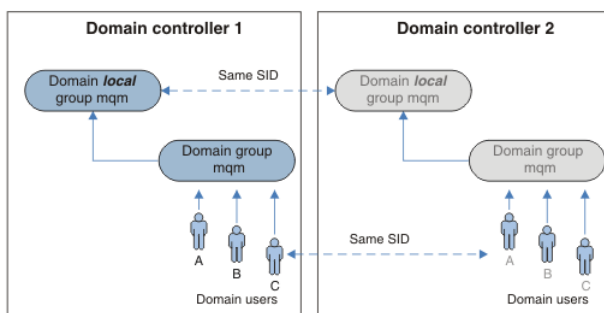 Domain controller 1
Domain local
group mqm
Domain group
mqm
A
B
C
Domain users
Same SID
Same SID
Domain controller 2
Domain local
group mqm
Domain group
mqm
A
B
C
Domain users